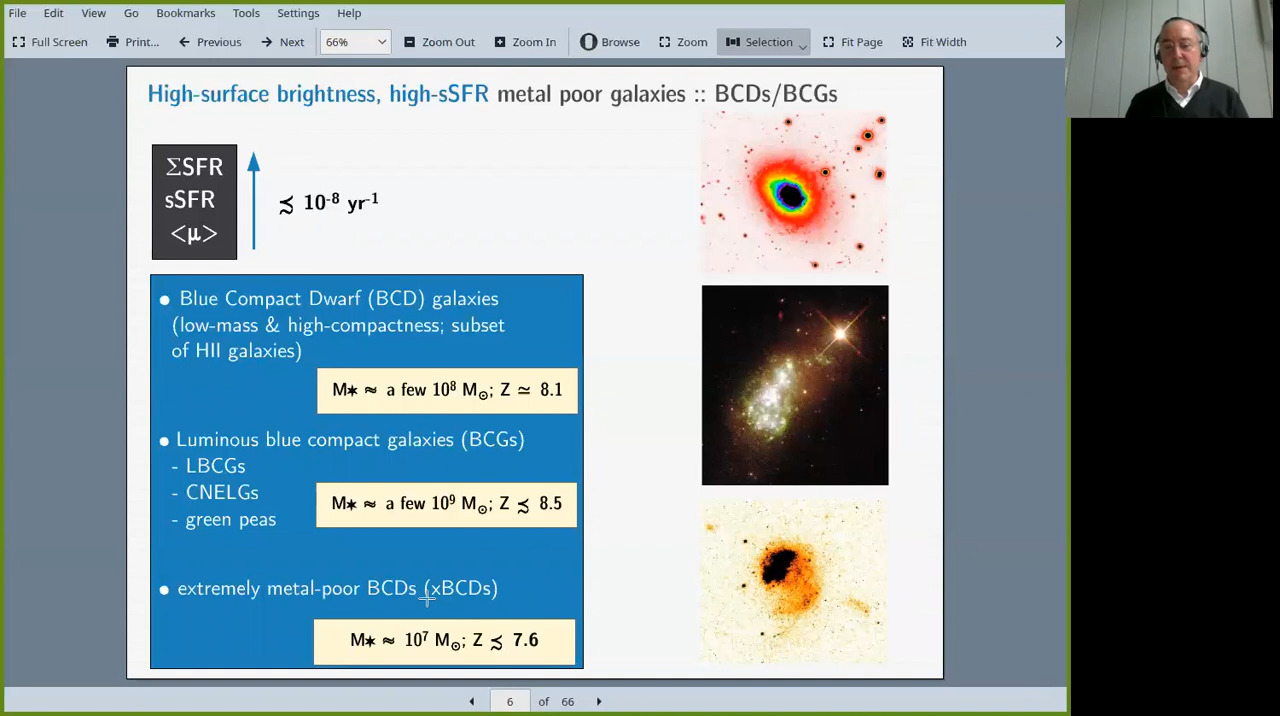 File Edit View Go Bookmarks Tools Settings Help
Full Screen Print... Previous Next 66% Zoom Out Zoom In Browse Zoom Selection Fit Page Fit Width
High-surface brightness, high-sSFR metal poor galaxies :: BCDs/BCGs
ΣSFR
sSFR
<μ>
≾ 10⁻⁸ yr⁻¹
● Blue Compact Dwarf (BCD) galaxies
(low-mass & high-compactness; subset
of HII galaxies)
M★ ≈ a few 10⁸ M☉; Z ≃ 8.1
● Luminous blue compact galaxies (BCGs)
- LBCGs
- CNELGs
- green peas
M★ ≈ a few 10⁹ M☉; Z ≾ 8.5
● extremely metal-poor BCDs (xBCDs)
M★ ≈ 10⁷ M☉; Z ≾ 7.6
6 of 66